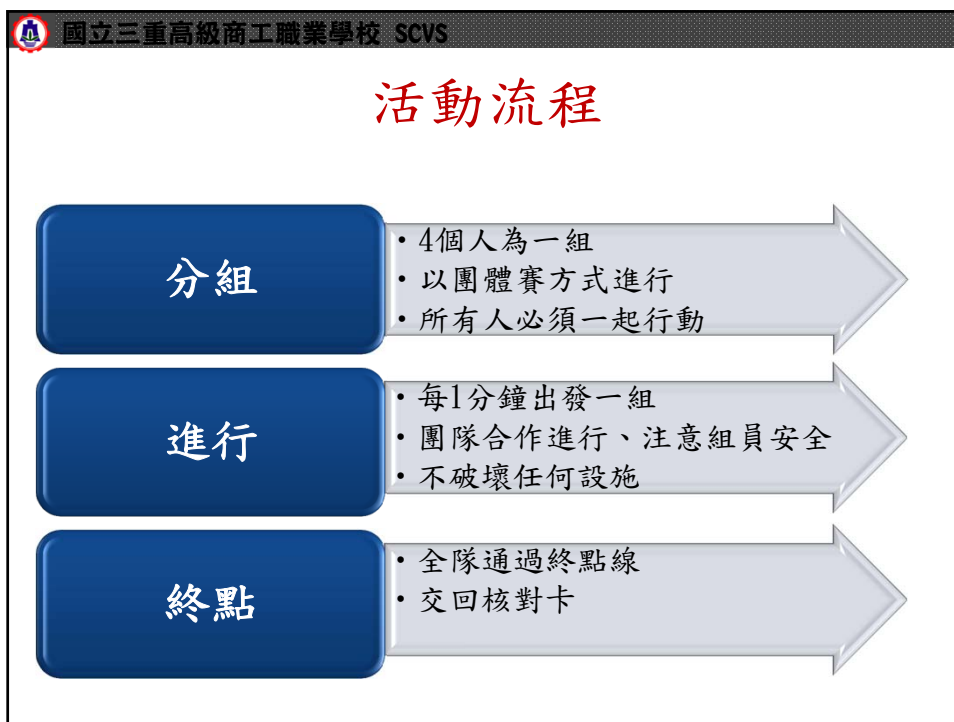 國立三重高級商工職業學校 SCVS
活動流程
分組
・4個人為一組
・以團體賽方式進行
・所有人必須一起行動
進行
・每1分鐘出發一組
・團隊合作進行、注意組員安全
・不破壞任何設施
終點
・全隊通過終點線
・交回核對卡